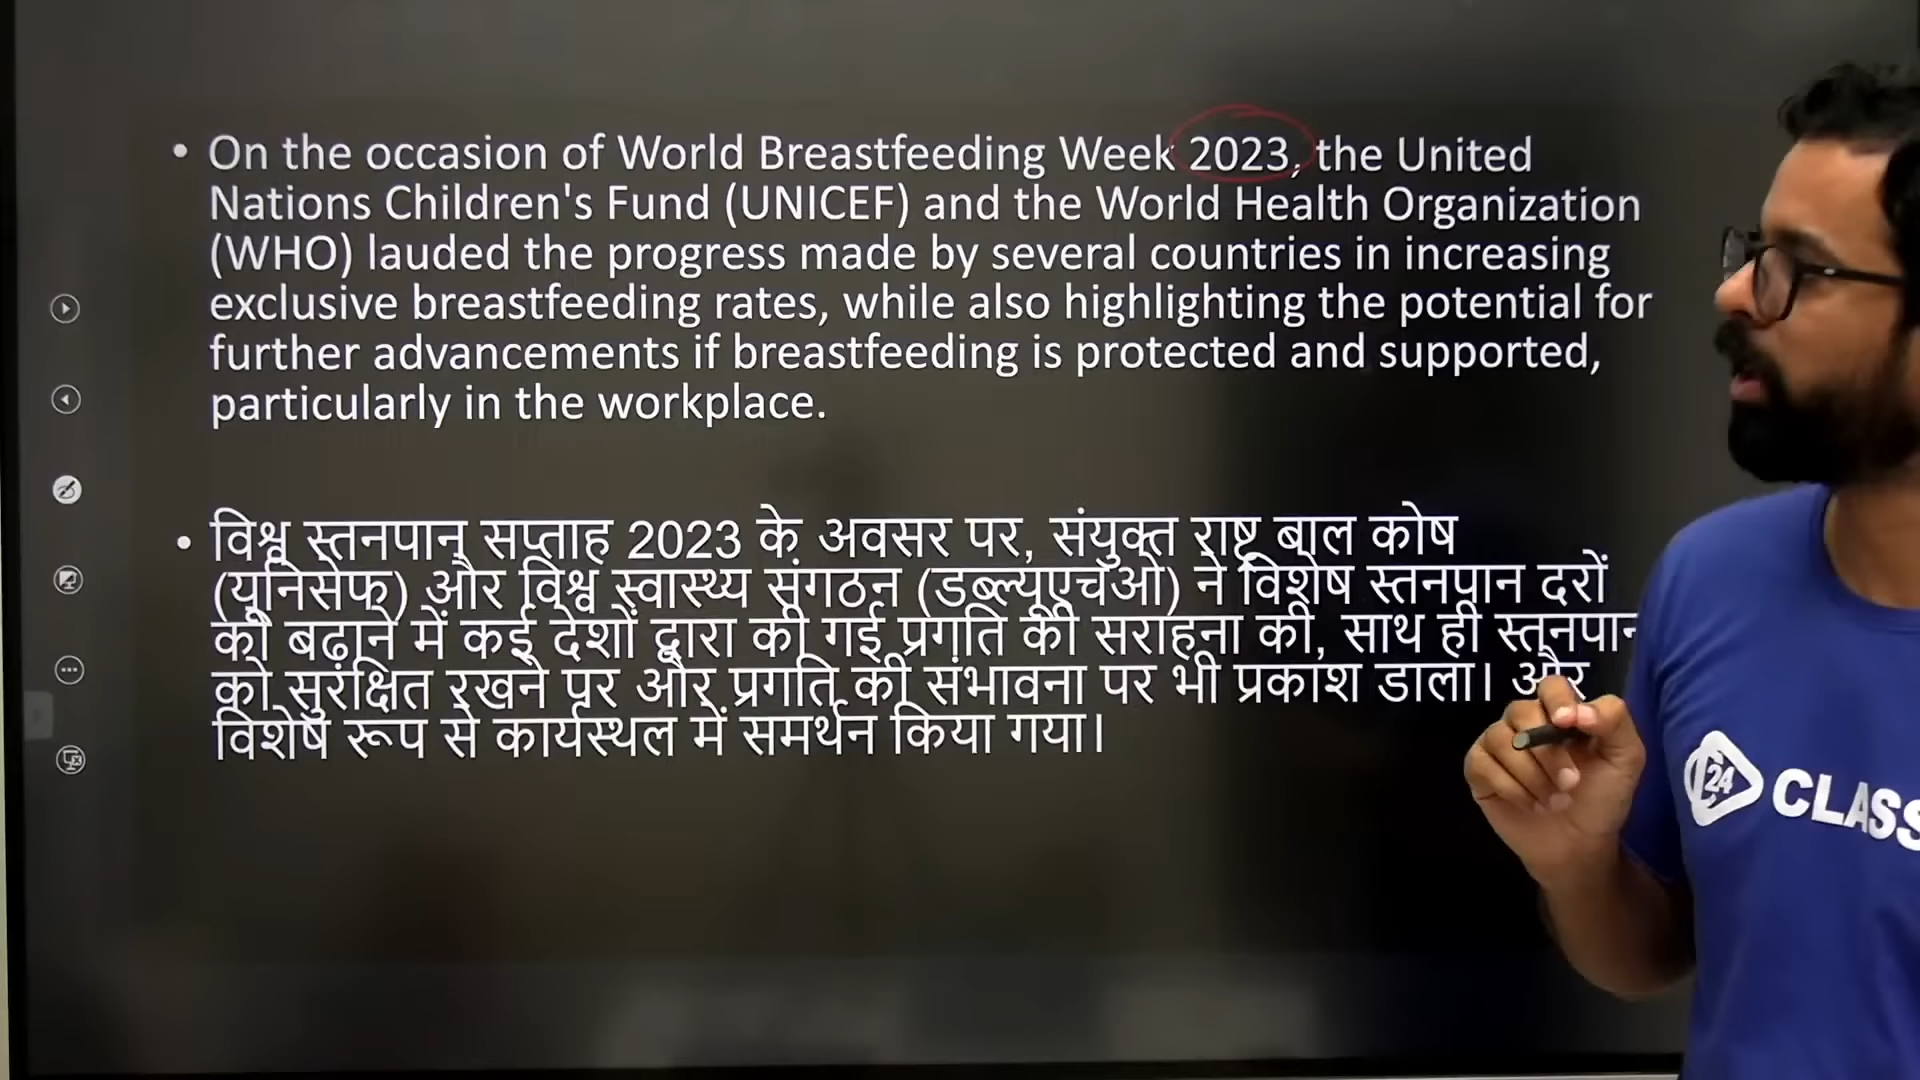 • On the occasion of World Breastfeeding Week 2023, the United
Nations Children's Fund (UNICEF) and the World Health Organization
(WHO) lauded the progress made by several countries in increasing
exclusive breastfeeding rates, while also highlighting the potential for
further advancements if breastfeeding is protected and supported,
particularly in the workplace.
• विश्व स्तनपान सप्ताह 2023 के अवसर पर, संयुक्त राष्ट्र बाल कोष
(यूनिसेफ) और विश्व स्वास्थ्य संगठन (डब्ल्यूएचओ) ने विशेष स्तनपान दरों
को बढ़ाने में कई देशों द्वारा की गई प्रगति की सराहना की, साथ ही स्तनपान
को सुरक्षित रखने पर और प्रगति की संभावना पर भी प्रकाश डाला। और
विशेष रूप से कार्यस्थल में समर्थन किया गया।
24 CLASS